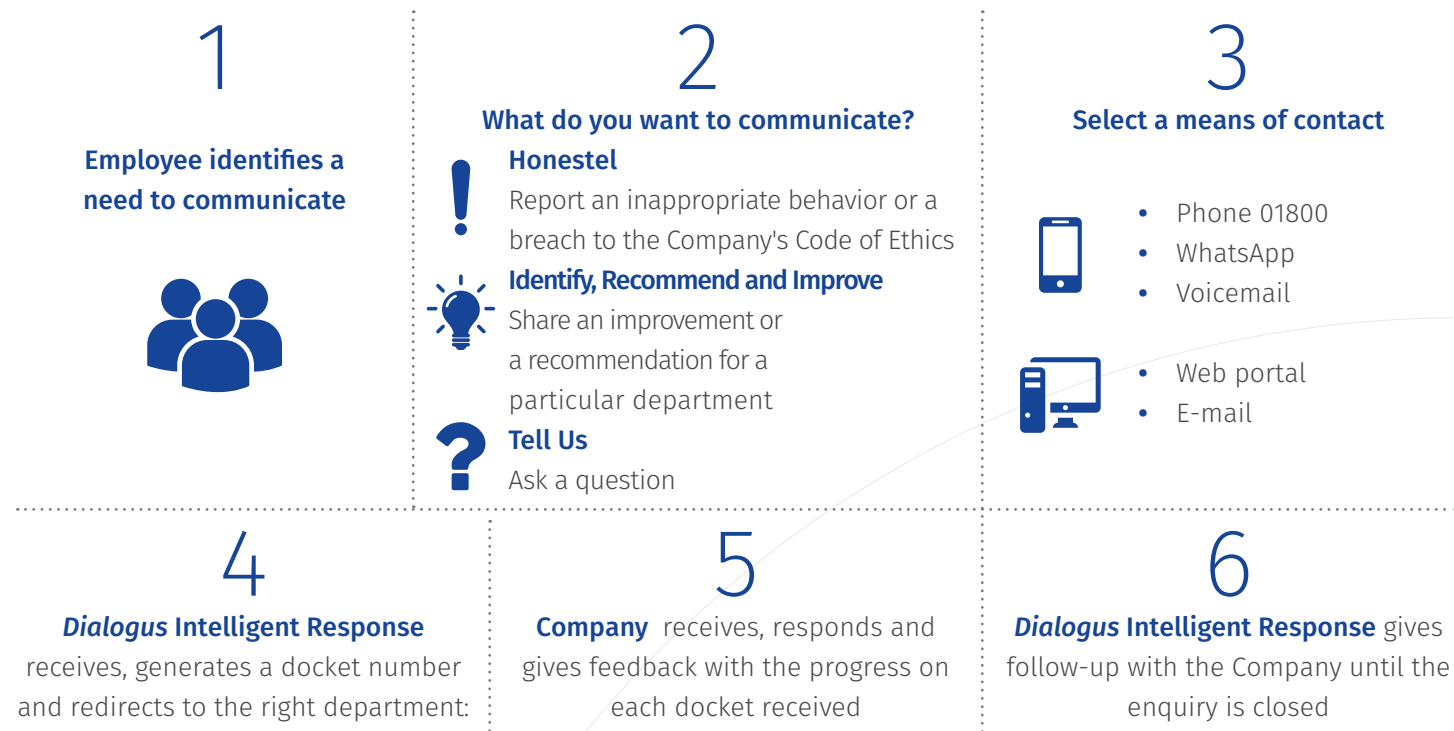 1
Employee identifies a
need to communicate
2
What do you want to communicate?
Honestel
Report an inappropriate behavior or a
breach to the Company's Code of Ethics
Identify, Recommend and Improve
Share an improvement or
a recommendation for a
particular department
Tell Us
Ask a question
3
Select a means of contact
• Phone 01800
• WhatsApp
• Voicemail
• Web portal
• E-mail
4
Dialogus Intelligent Response
receives, generates a docket number
and redirects to the right department:
5
Company receives, responds and
gives feedback with the progress on
each docket received
6
Dialogus Intelligent Response gives
follow-up with the Company until the
enquiry is closed